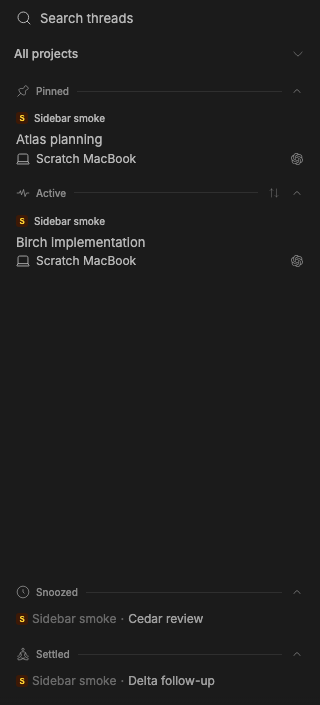 Search threads
All projects
Pinned
S Sidebar smoke
Atlas planning
Scratch MacBook
Active
S Sidebar smoke
Birch implementation
Scratch MacBook
Snoozed
S Sidebar smoke · Cedar review
Settled
S Sidebar smoke · Delta follow-up